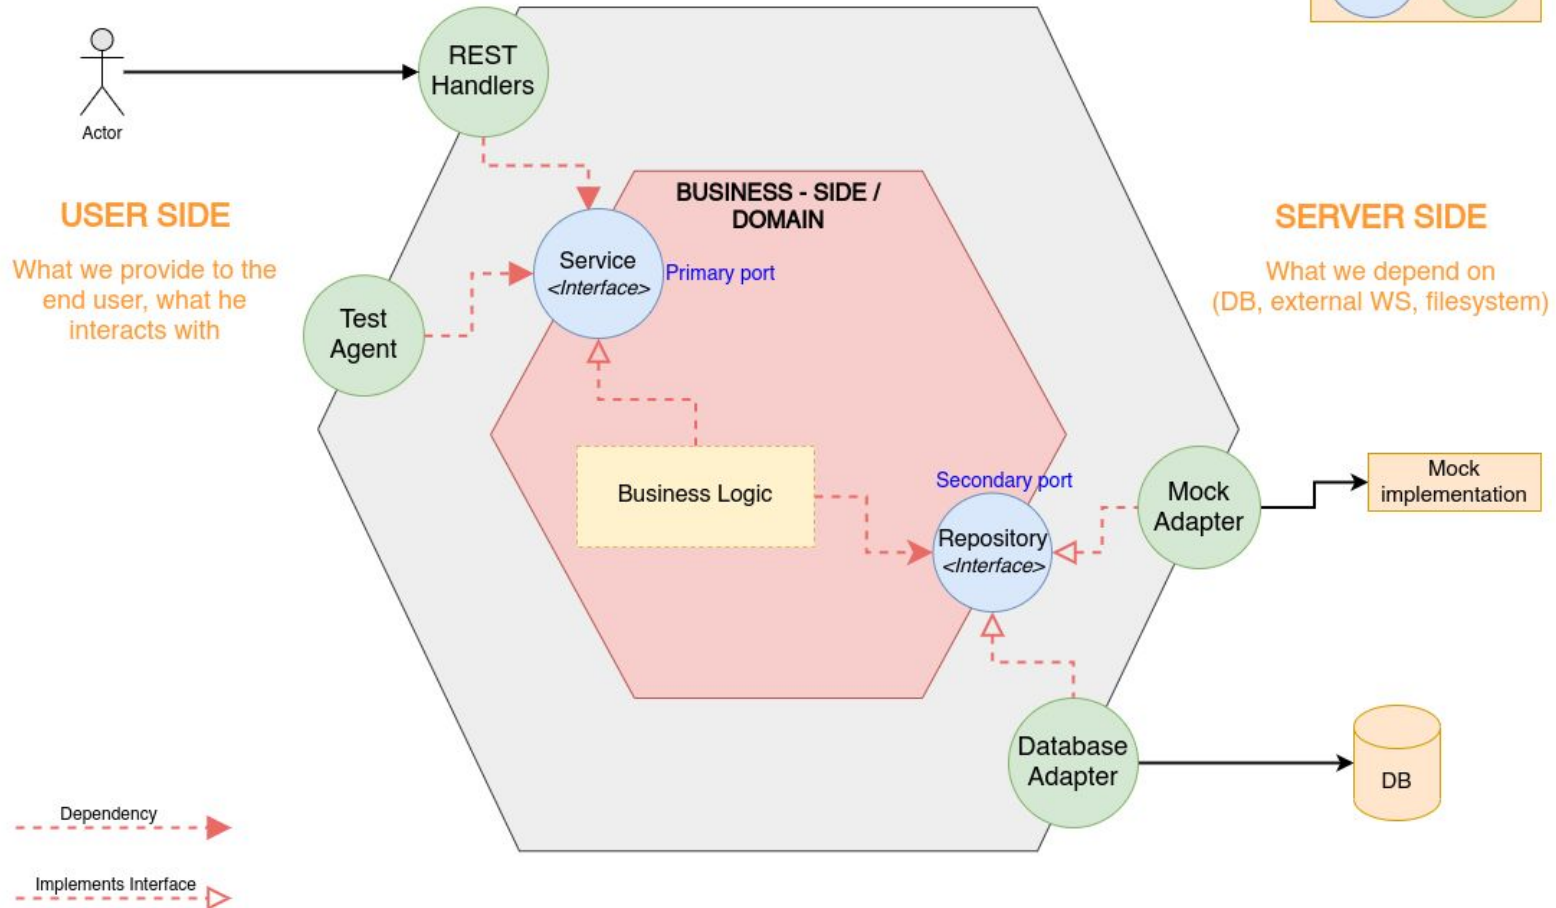 REST
Handlers
Actor
BUSINESS - SIDE /
DOMAIN
USER SIDE
What we provide to the
end user, what he
interacts with
SERVER SIDE
What we depend on
(DB, external WS, filesystem)
Service
<Interface>
Primary port
Test
Agent
Business Logic
Secondary port
Repository
<Interface>
Mock
Adapter
Mock
implementation
Database
Adapter
DB
Dependency
Implements Interface